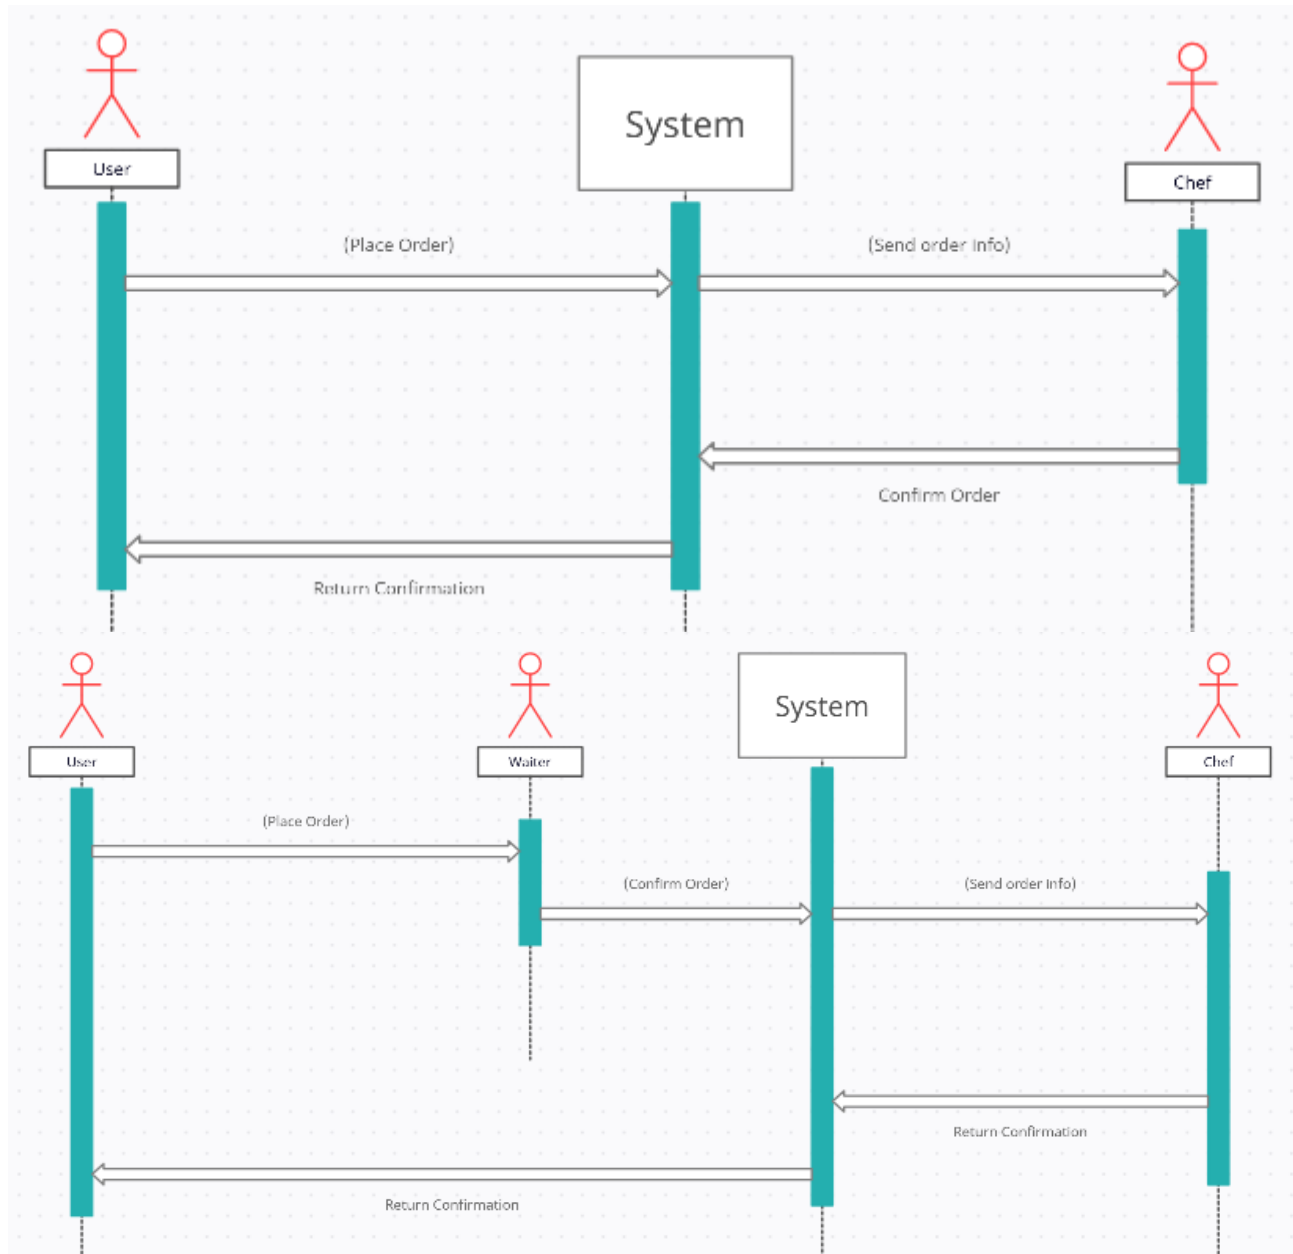 System
User
Chef
(Place Order)
(Send order Info)
Confirm Order
Return Confirmation
System
User
Waiter
Chef
(Place Order)
(Confirm Order)
(Send order Info)
Return Confirmation
Return Confirmation